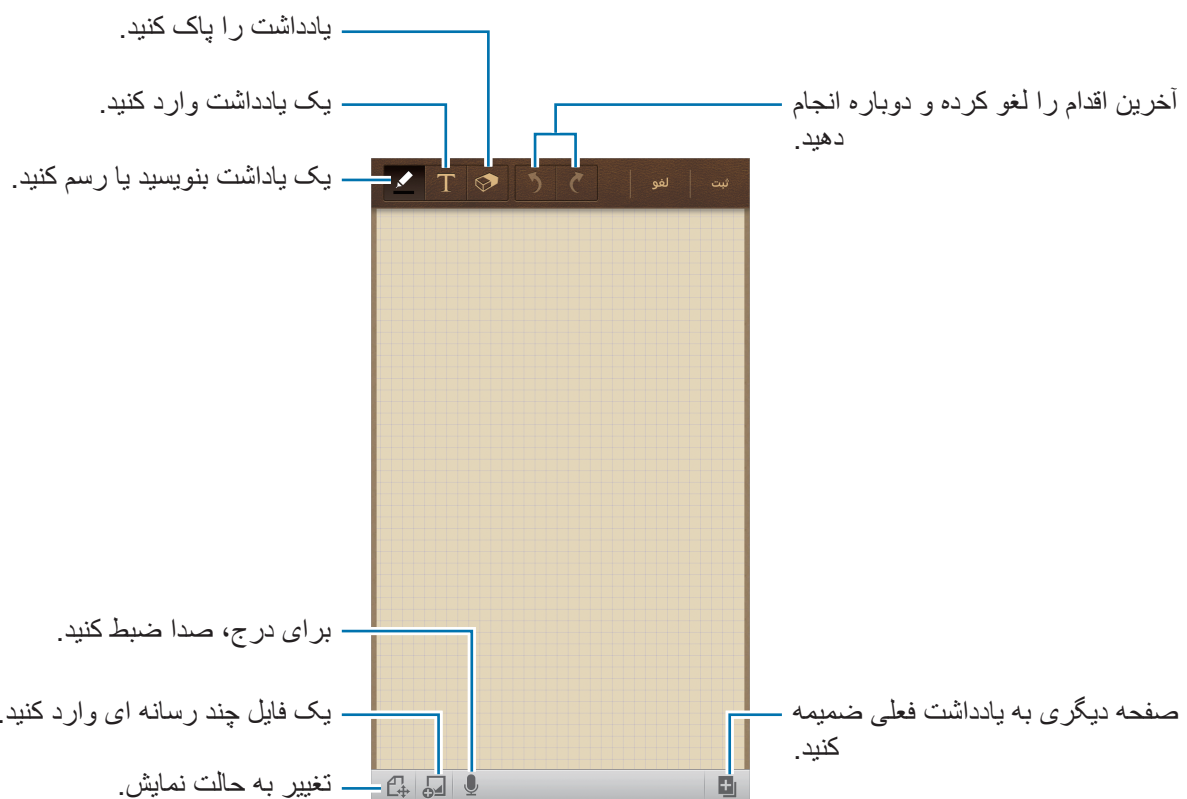 یادداشت را پاک کنید.
یک یادداشت وارد کنید.
آخرین اقدام را لغو کرده و دوباره انجام
دهید.
یک یاداشت بنویسید یا رسم کنید.
T
لغو
ثبت
برای درج، صدا ضبط کنید.
یک فایل چند رسانه ای وارد کنید.
صفحه دیگری به یادداشت فعلی ضمیمه
کنید.
تغییر به حالت نمایش.